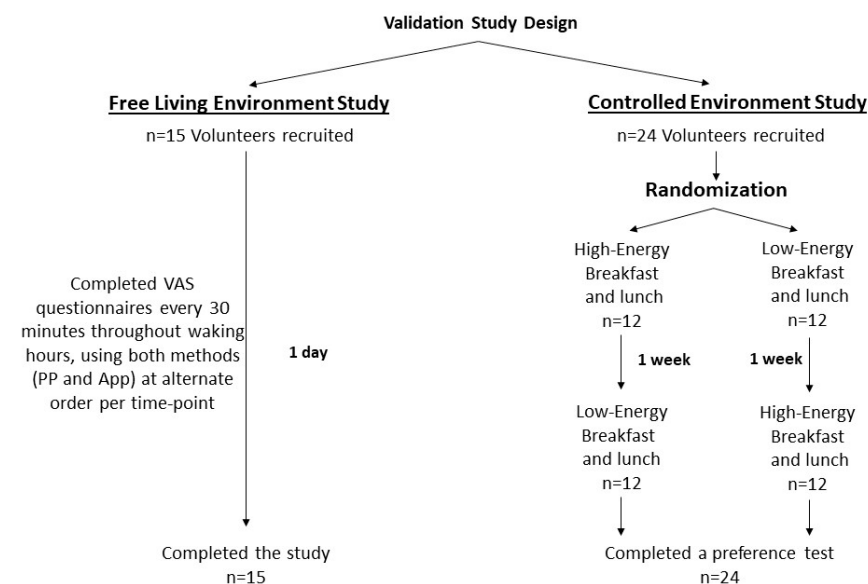 Validation Study Design
Free Living Environment Study
n=15 Volunteers recruited
Completed VAS
questionnaires every 30
minutes throughout waking
hours, using both methods
(PP and App) at alternate
order per time-point
1 day
Completed the study
n=15
Controlled Environment Study
n=24 Volunteers recruited
Randomization
High-Energy
Breakfast
and lunch
n=12
Low-Energy
Breakfast
and lunch
n=12
1 week
1 week
Low-Energy
Breakfast
and lunch
n=12
High-Energy
Breakfast
and lunch
n=12
Completed a preference test
n=24